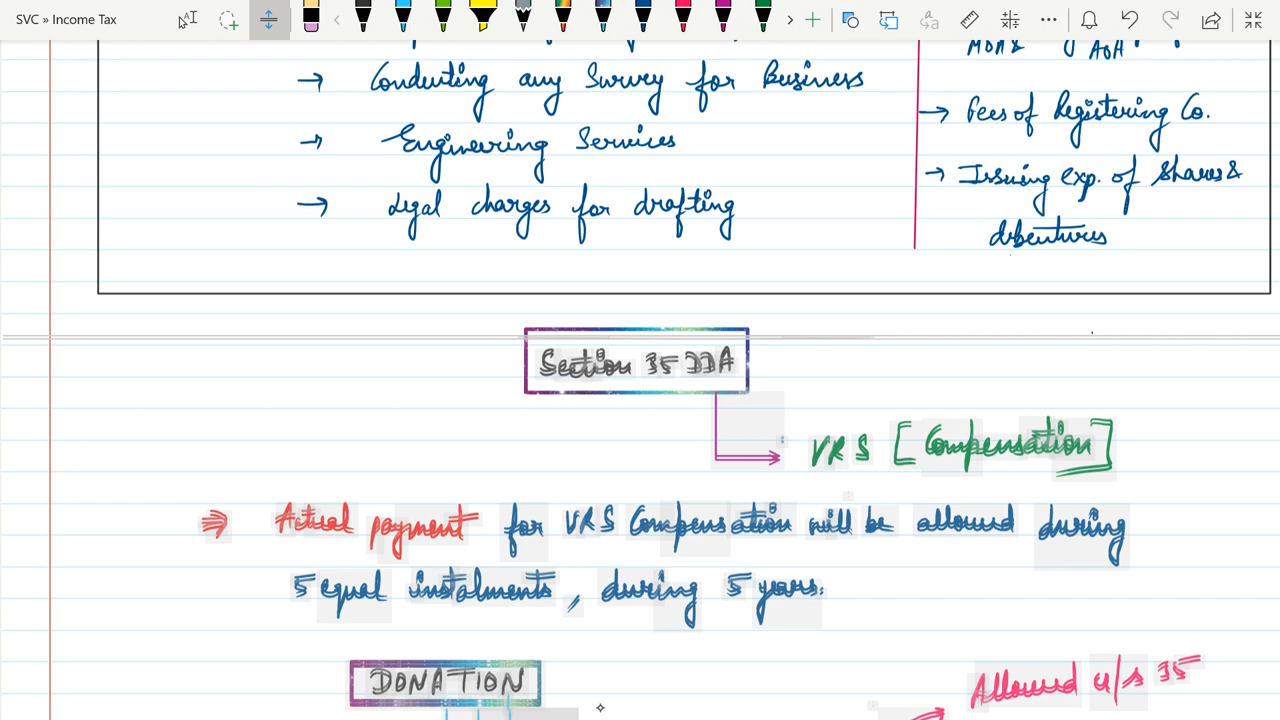 SVC » Income Tax
MOA & AOA
→ Conducting any Survey for Business
→ Fees of Registering Co.
→ Engineering Services
→ Issuing exp. of shares &
debentures
→ Legal charges for drafting
Section 35DDA
VRS [Compensation]
⇒ Actual payment for VRS Compensation will be allowed during
5 equal instalments, during 5 years.
DONATION
Allowed u/s 35